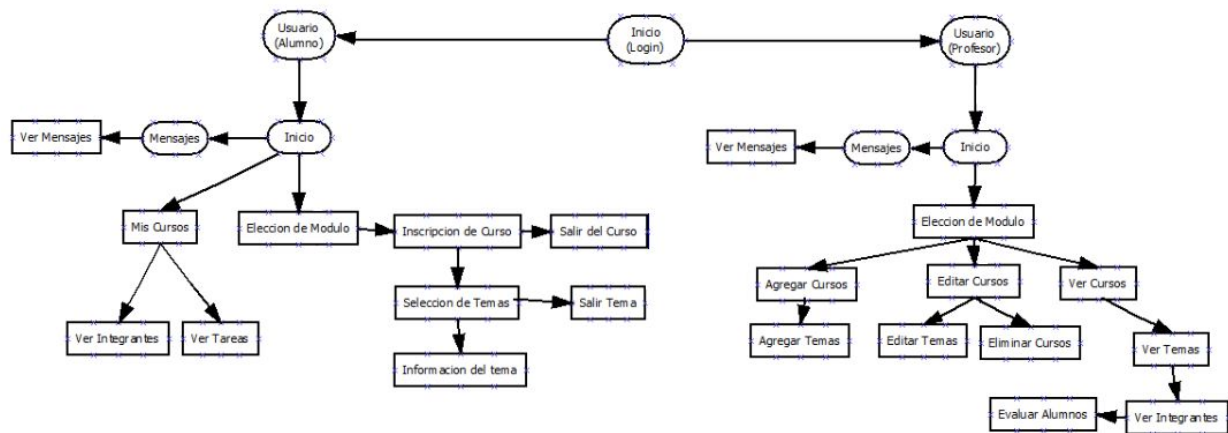 Usuario
(Alumno)
Inicio
(Login)
Usuario
(Profesor)
Ver Mensajes
Mensajes
Inicio
Ver Mensajes
Mensajes
Inicio
Mis Cursos
Eleccion de Modulo
Inscripcion de Curso
Salir del Curso
Eleccion de Modulo
Seleccion de Temas
Salir Tema
Agregar Cursos
Editar Cursos
Ver Cursos
Ver Integrantes
Ver Tareas
Informacion del tema
Agregar Temas
Editar Temas
Eliminar Cursos
Ver Temas
Evaluar Alumnos
Ver Integrantes